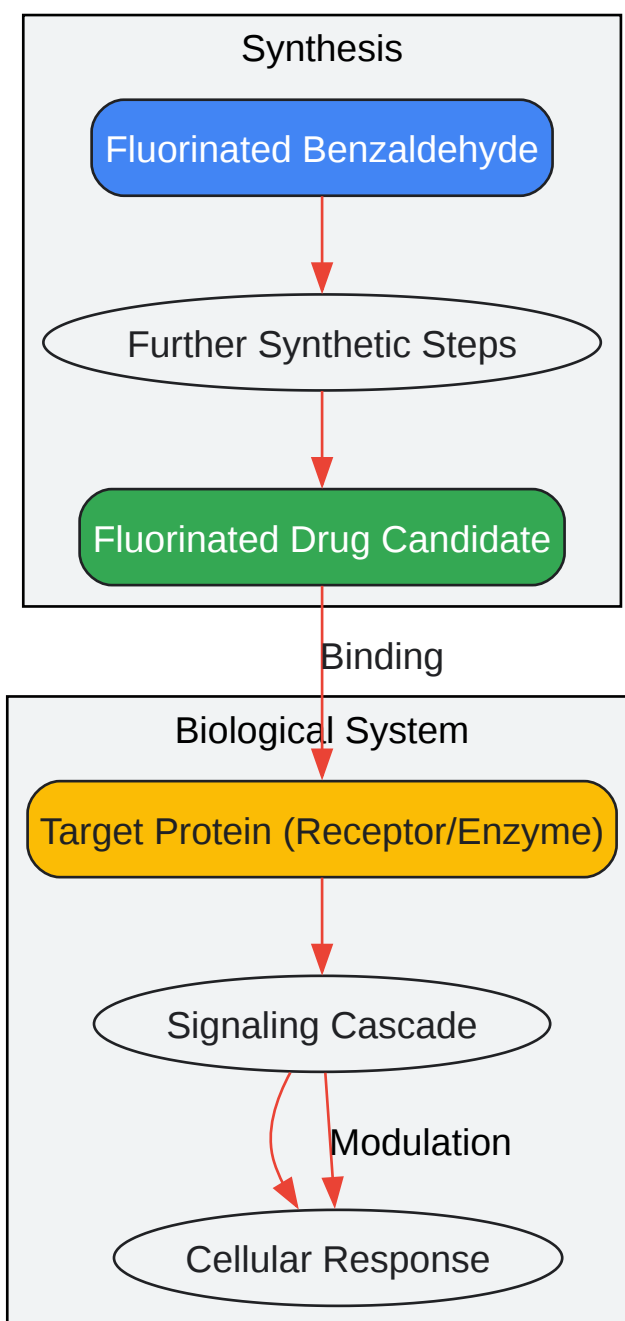 Synthesis
Fluorinated Benzaldehyde
Further Synthetic Steps
Fluorinated Drug Candidate
Binding
Biological System
Target Protein (Receptor/Enzyme)
Signaling Cascade
Modulation
Cellular Response